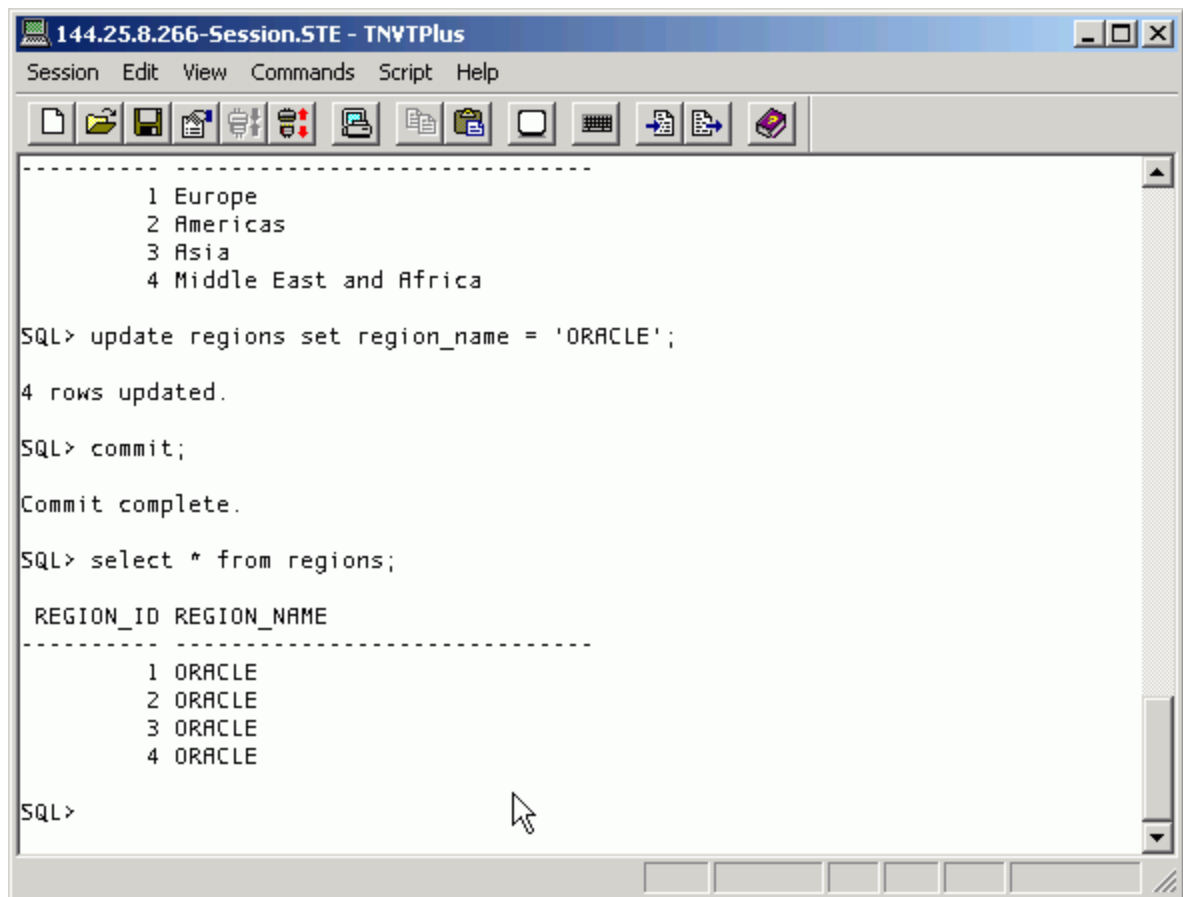 144.25.8.266-Session.STE - TNVTPlus
Session Edit View Commands Script Help
---------- ------------------------------
1 Europe
2 Americas
3 Asia
4 Middle East and Africa
SQL> update regions set region_name = 'ORACLE';
4 rows updated.
SQL> commit;
Commit complete.
SQL> select * from regions;
REGION_ID REGION_NAME
---------- ------------------------------
1 ORACLE
2 ORACLE
3 ORACLE
4 ORACLE
SQL>